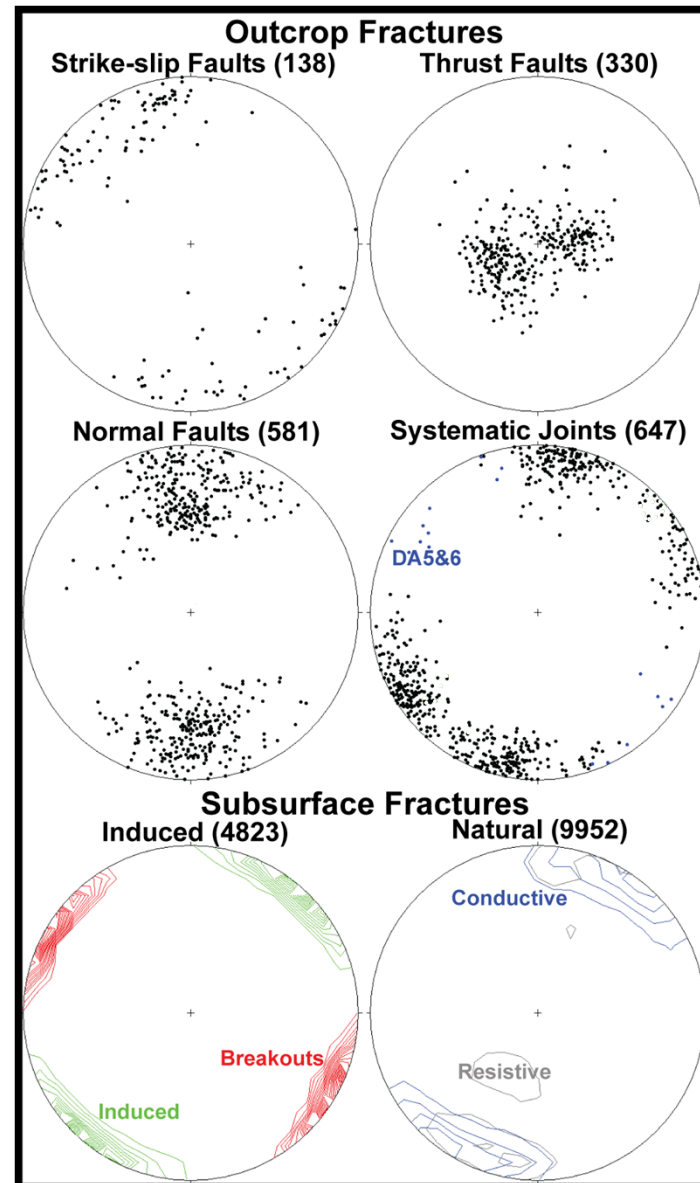 Outcrop Fractures
Strike-slip Faults (138)
Thrust Faults (330)
Normal Faults (581)
Systematic Joints (647)
DA5&6
Subsurface Fractures
Induced (4823)
Natural (9952)
Conductive
Breakouts
Resistive
Induced